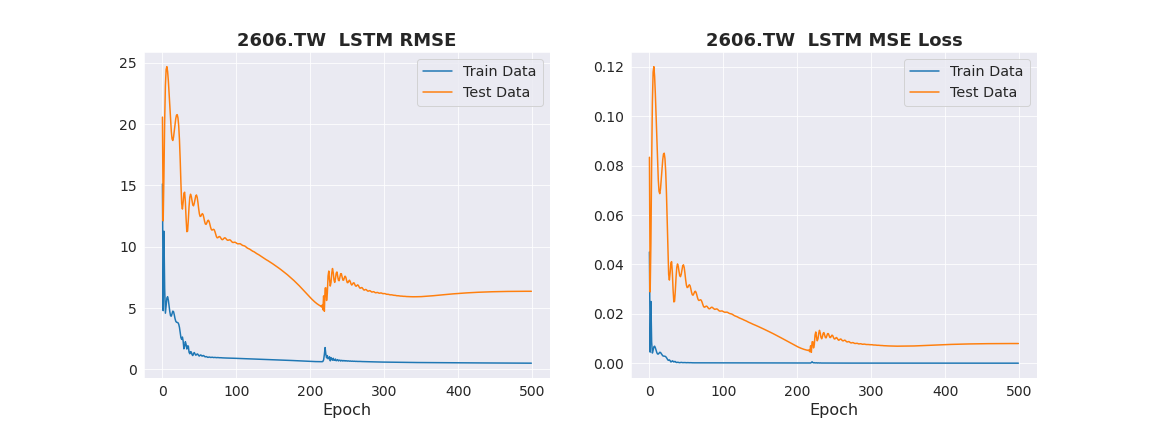 2606.TW  LSTM RMSE
25
20
15
10
5
0
0 100 200 300 400 500
Epoch
Train Data
Test Data
2606.TW  LSTM MSE Loss
0.12
0.10
0.08
0.06
0.04
0.02
0.00
0 100 200 300 400 500
Epoch
Train Data
Test Data